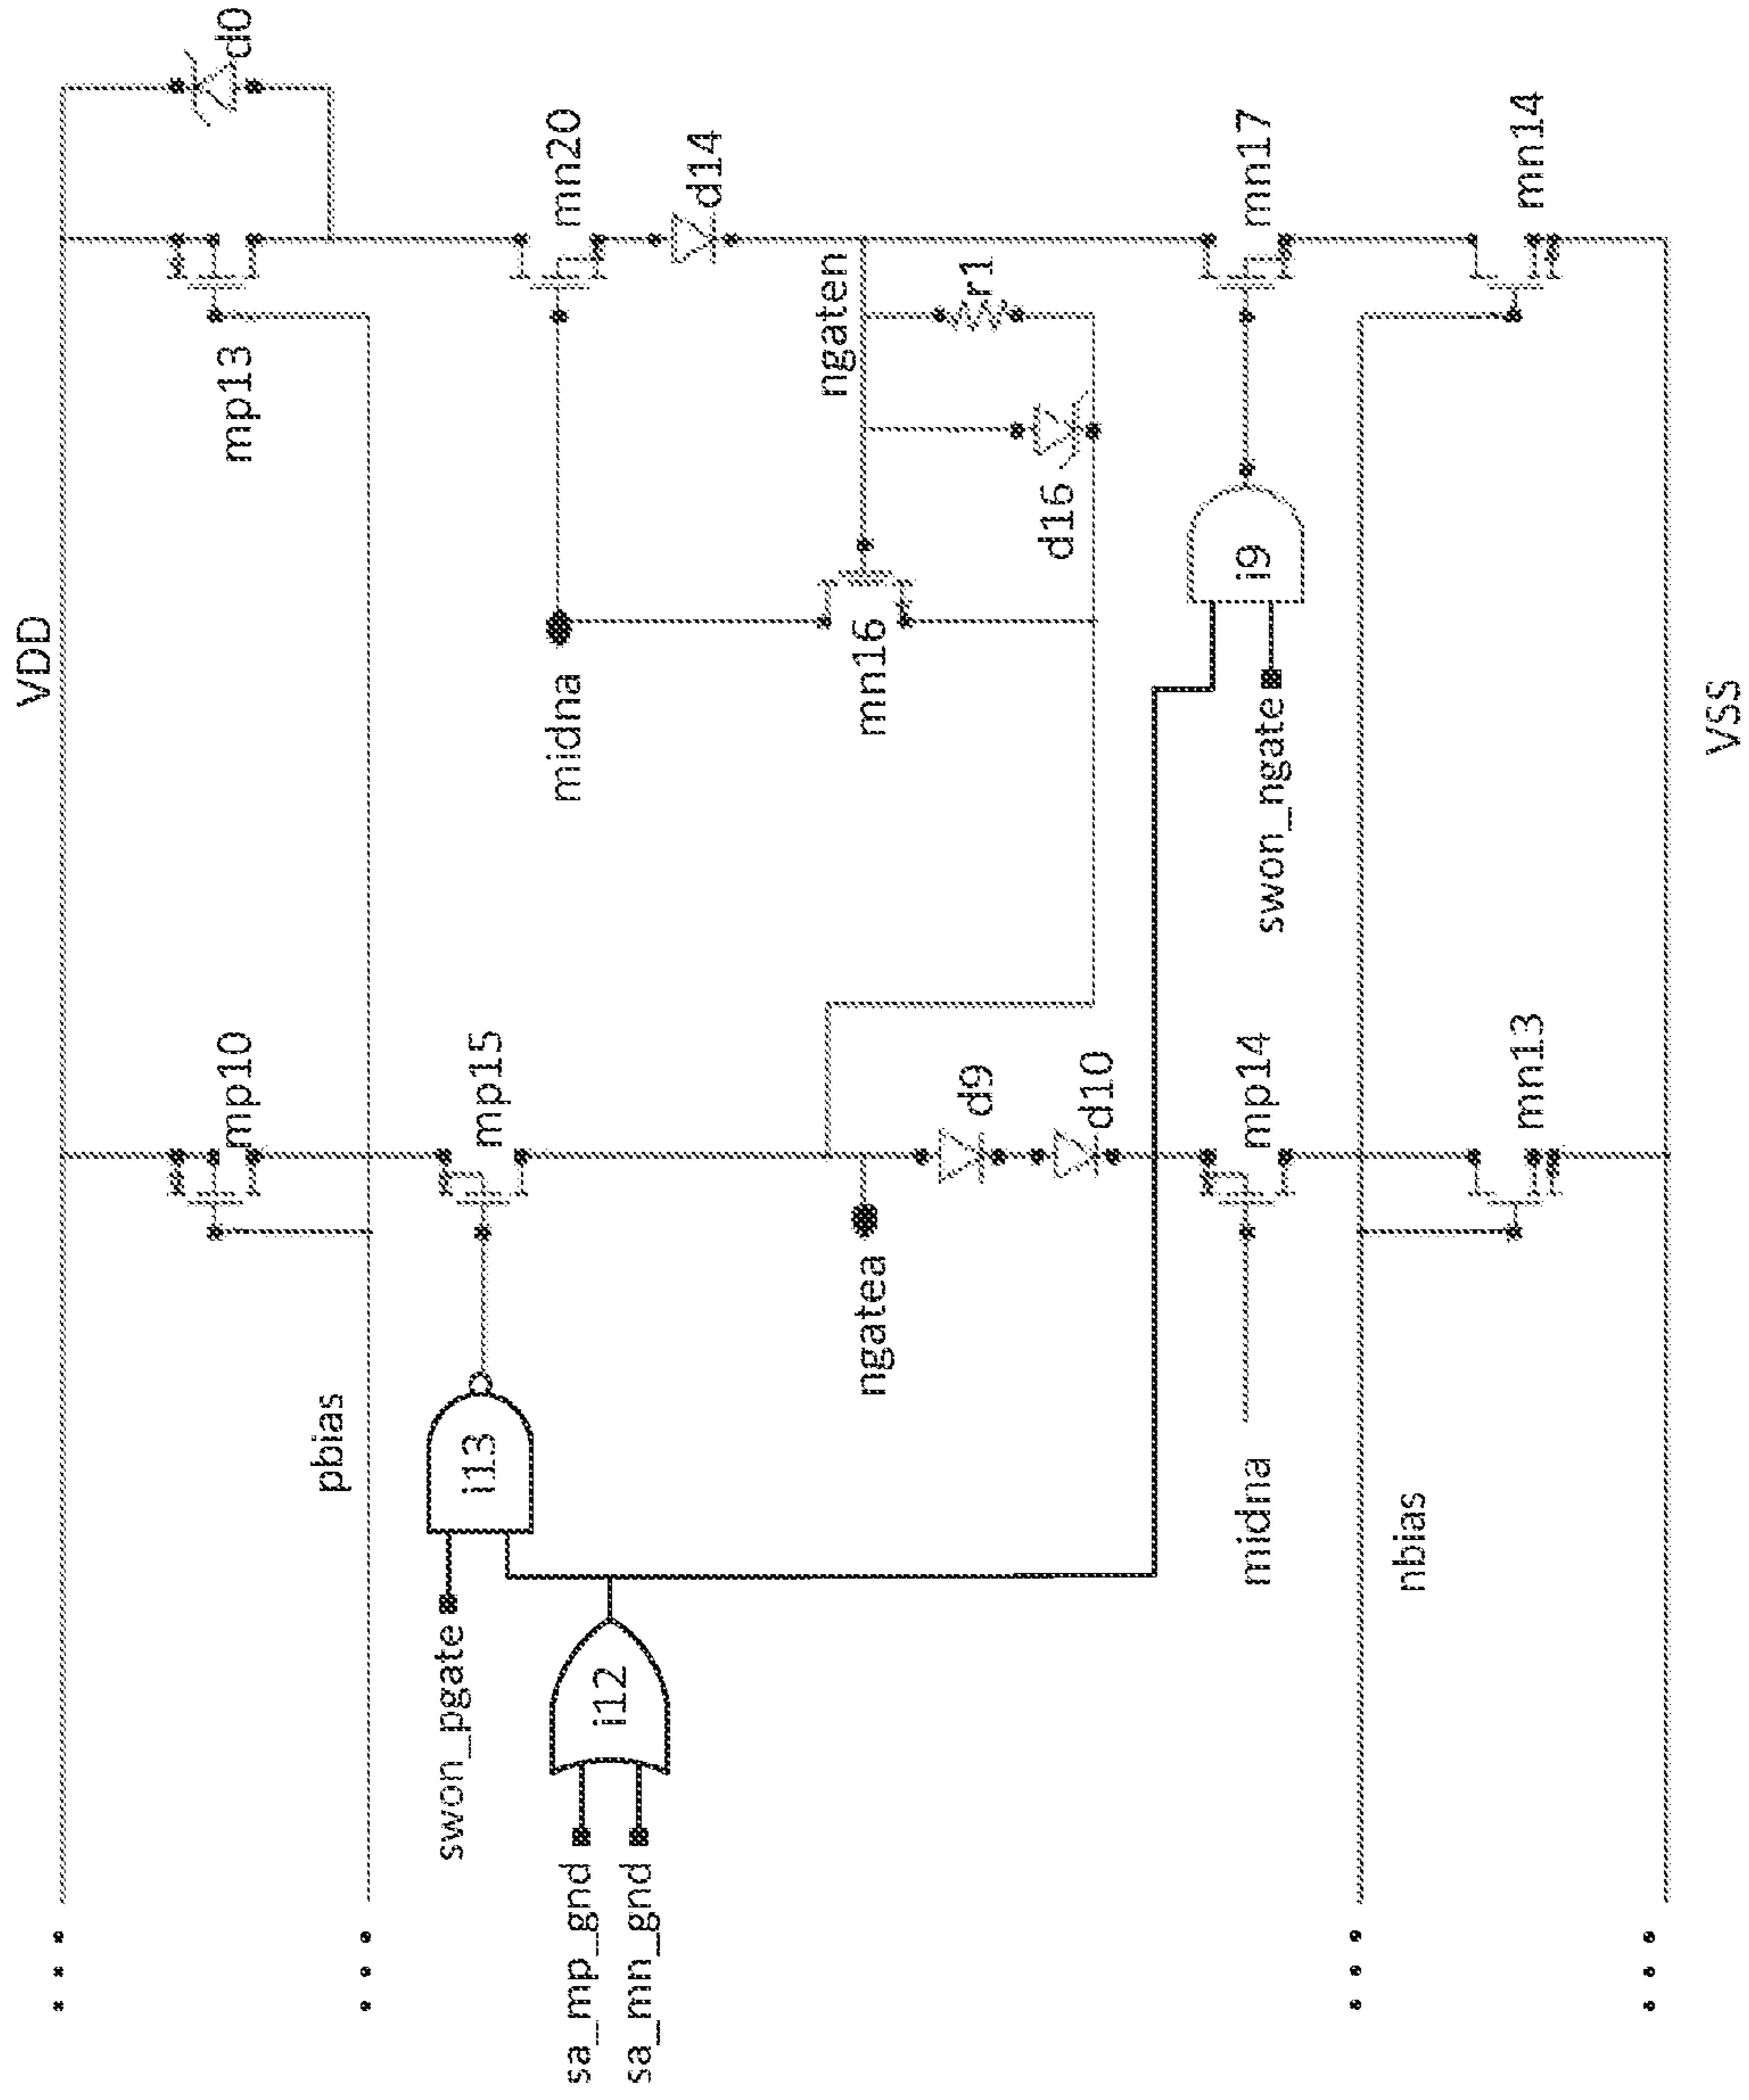 VDD
d0
mp13
mn20
d14
ngaten
r1
d16
mn16
midna
mn17
i9
swon_ngate
mn14
VSS
mp10
mp15
d9
d10
mp14
mn13
ngatea
pbias
i13
swon_pgate
i12
sa_mp_gnd
sa_mn_gnd
midna
nbias